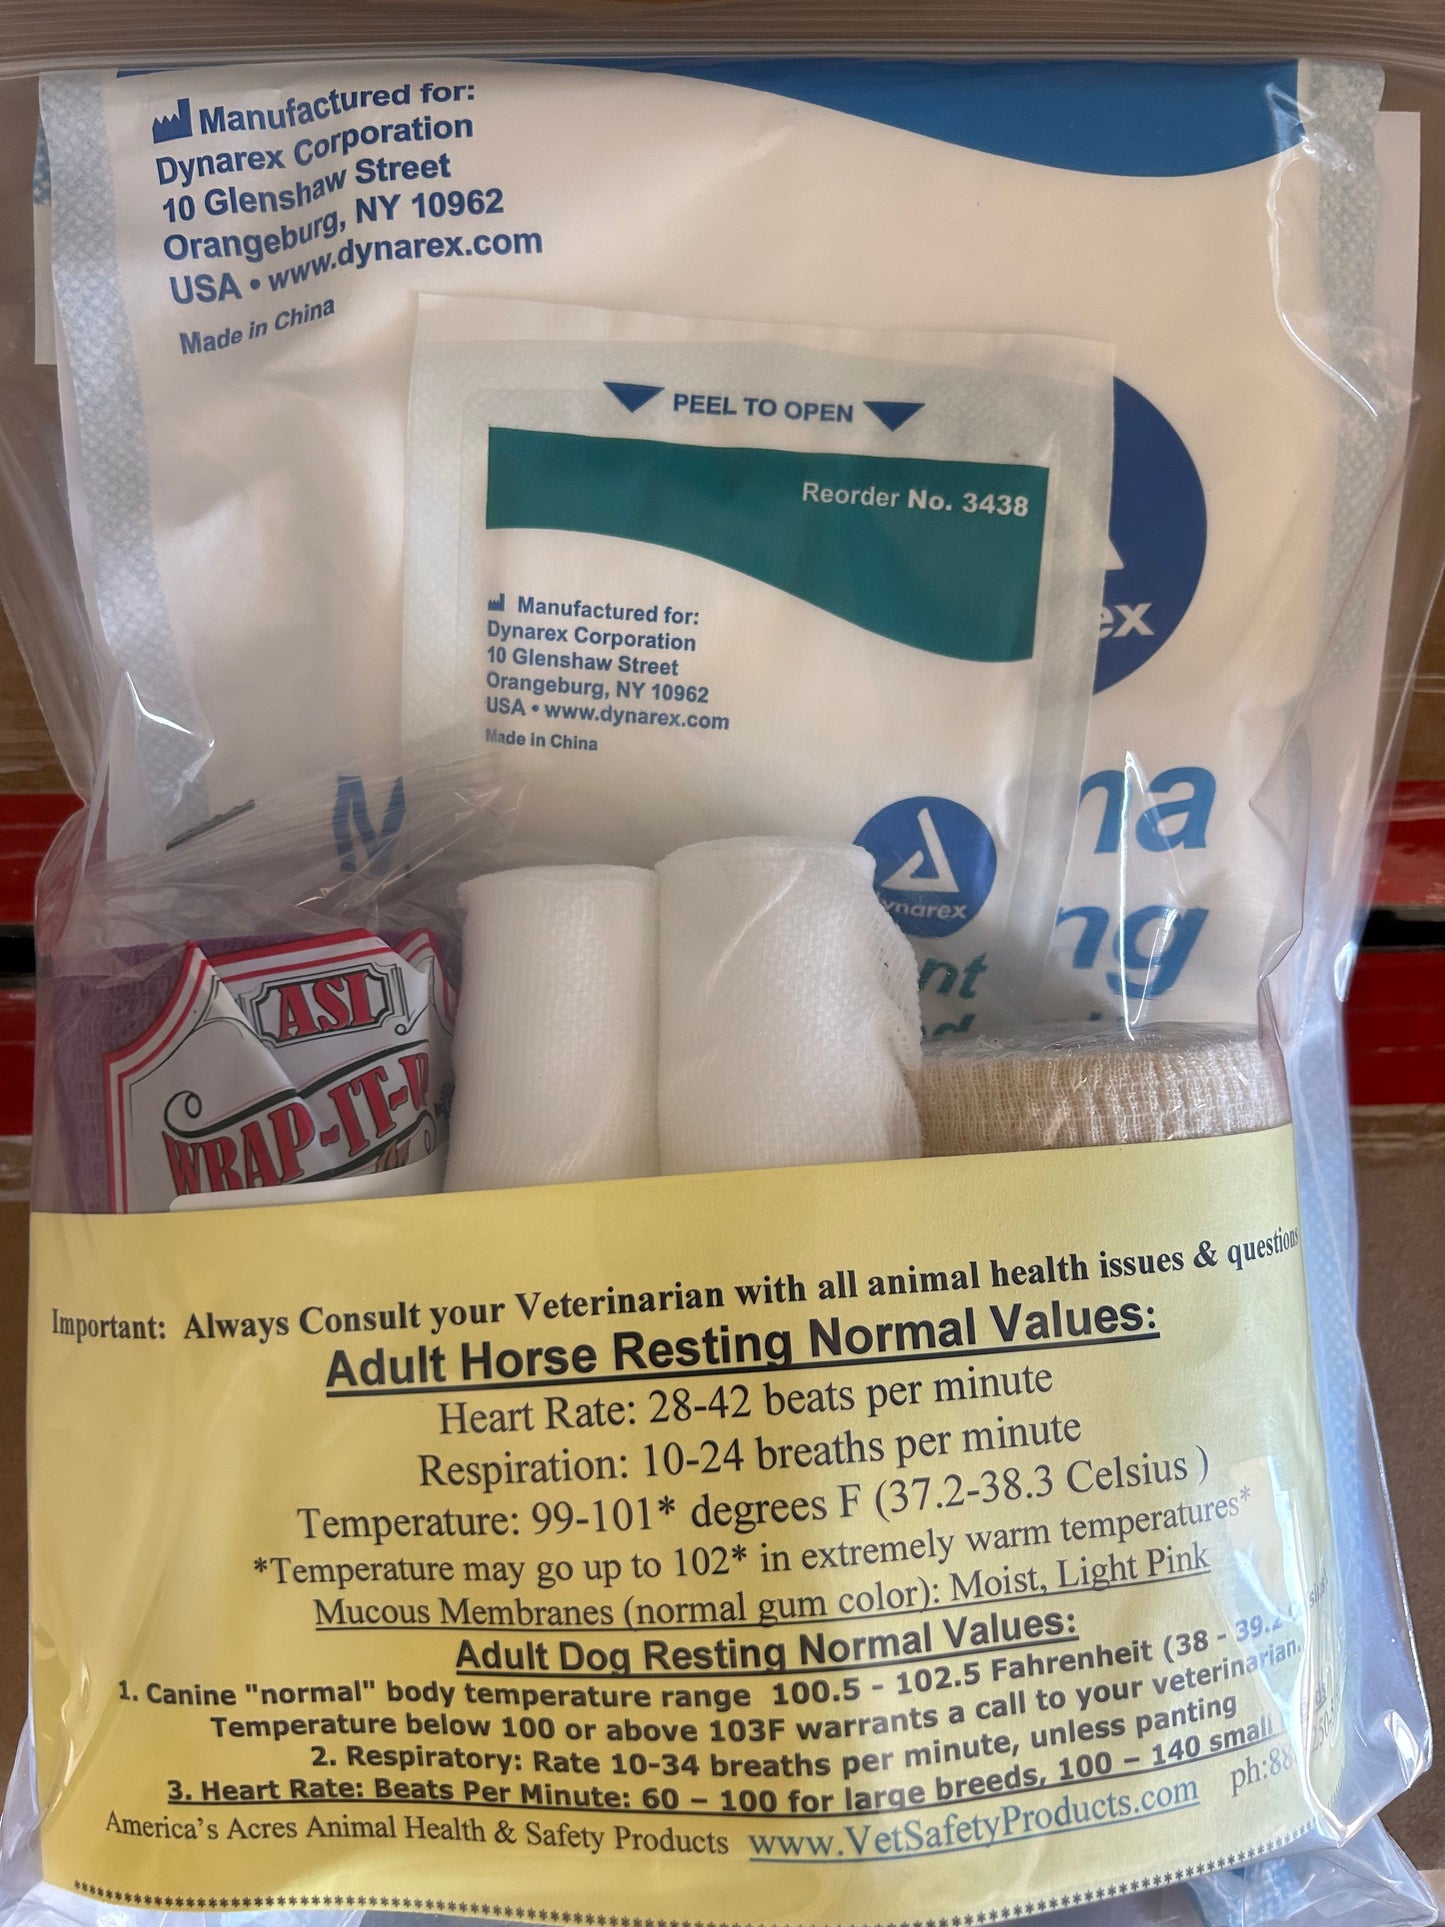 Manufactured for:
Dynarex Corporation
10 Glenshaw Street
Orangeburg, NY 10962
USA • www.dynarex.com
Made in China
PEEL TO OPEN
Reorder No. 3438
Manufactured for:
Dynarex Corporation
10 Glenshaw Street
Orangeburg, NY 10962
USA • www.dynarex.com
Made in China
ynarex
ASI
WRAP-IT-U
Important: Always Consult your Veterinarian with all animal health issues & questions
Adult Horse Resting Normal Values:
Heart Rate: 28-42 beats per minute
Respiration: 10-24 breaths per minute
Temperature: 99-101* degrees F (37.2-38.3 Celsius )
*Temperature may go up to 102* in extremely warm temperatures*
Mucous Membranes (normal gum color): Moist, Light Pink
Adult Dog Resting Normal Values:
1. Canine "normal" body temperature range 100.5 - 102.5 Fahrenheit (38 - 39.2
Temperature below 100 or above 103F warrants a call to your veterinarian.
2. Respiratory: Rate 10-34 breaths per minute, unless panting
3. Heart Rate: Beats Per Minute: 60 – 100 for large breeds, 100 – 140 small
America's Acres Animal Health & Safety Products www.VetSafetyProducts.com ph:88